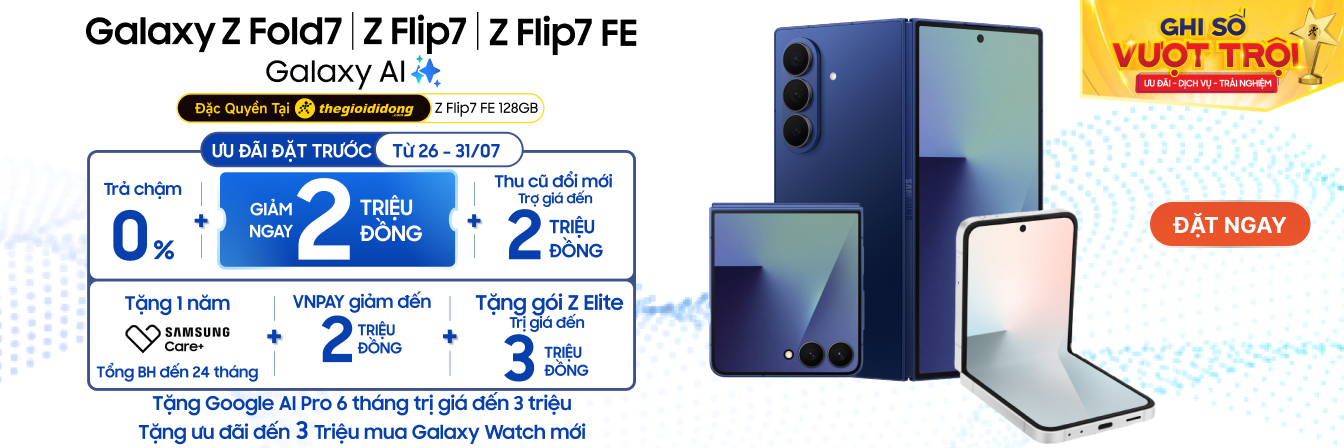 Galaxy Z Fold7 | Z Flip7 | Z Flip7 FE
Galaxy AI
Đặc Quyền Tại thegioididong .com Z Flip7 FE 128GB
ƯU ĐÃI ĐẶT TRƯỚC Từ 26 - 31/07
Trả chậm
0%
+
GIẢM NGAY 2 TRIỆU ĐỒNG
+
Thu cũ đổi mới
Trợ giá đến
2 TRIỆU ĐỒNG
Tặng 1 năm
SAMSUNG
Care+
Tổng BH đến 24 tháng
+
VNPAY giảm đến
2 TRIỆU ĐỒNG
+
Tặng gói Z Elite
Trị giá đến
3 TRIỆU ĐỒNG
Tặng Google AI Pro 6 tháng trị giá đến 3 triệu
Tặng ưu đãi đến 3 Triệu mua Galaxy Watch mới
SAMSUNG
GHI SỐ
VƯỢT TRỘI
ƯU ĐÃI - DỊCH VỤ - TRẢI NGHIỆM
ĐẶT NGAY